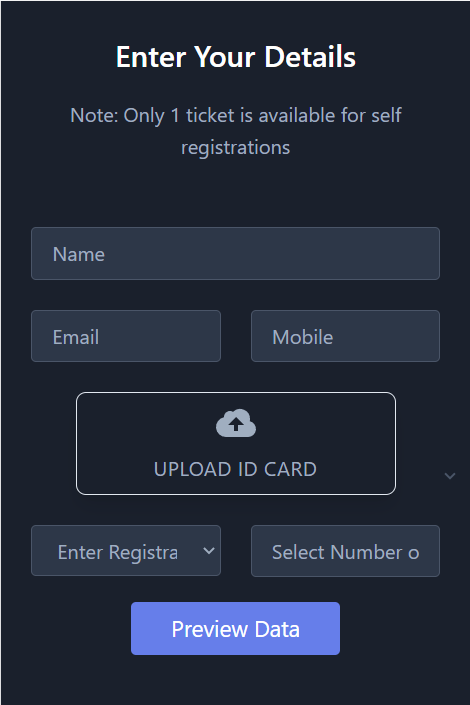 Enter Your Details
Note: Only 1 ticket is available for self
registrations
Name
Email Mobile
UPLOAD ID CARD
Enter Registra Select Number o
Preview Data